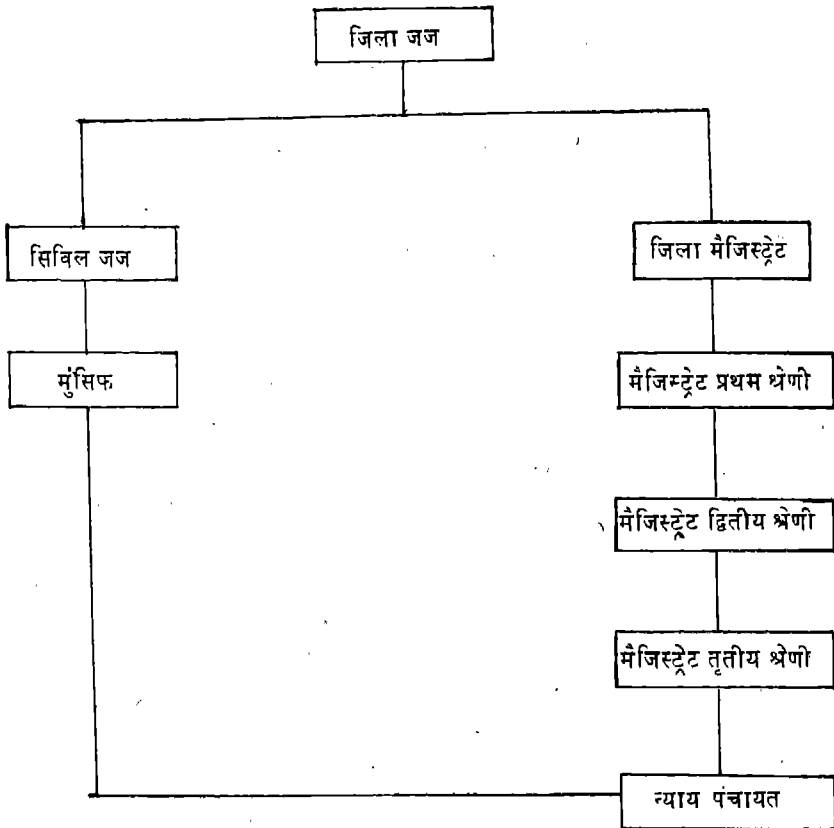 जिला जज
सिविल जज
जिला मैजिस्ट्रेट
मुंसिफ
मैजिस्ट्रेट प्रथम श्रेणी
मैजिस्ट्रेट द्वितीय श्रेणी
मैजिस्ट्रेट तृतीय श्रेणी
न्याय पंचायत